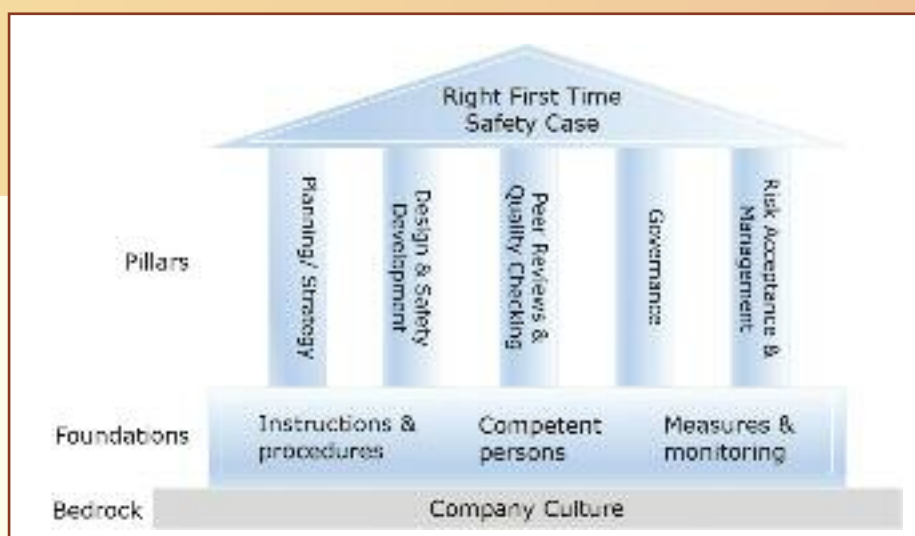 Right First Time
Safety Case
Pillars
Planning/ Strategy
Design & Safety
Development
Peer Reviews &
Quality Checking
Governance
Risk Acceptance &
Management
Foundations
Instructions &
procedures
Competent
persons
Measures &
monitoring
Bedrock
Company Culture